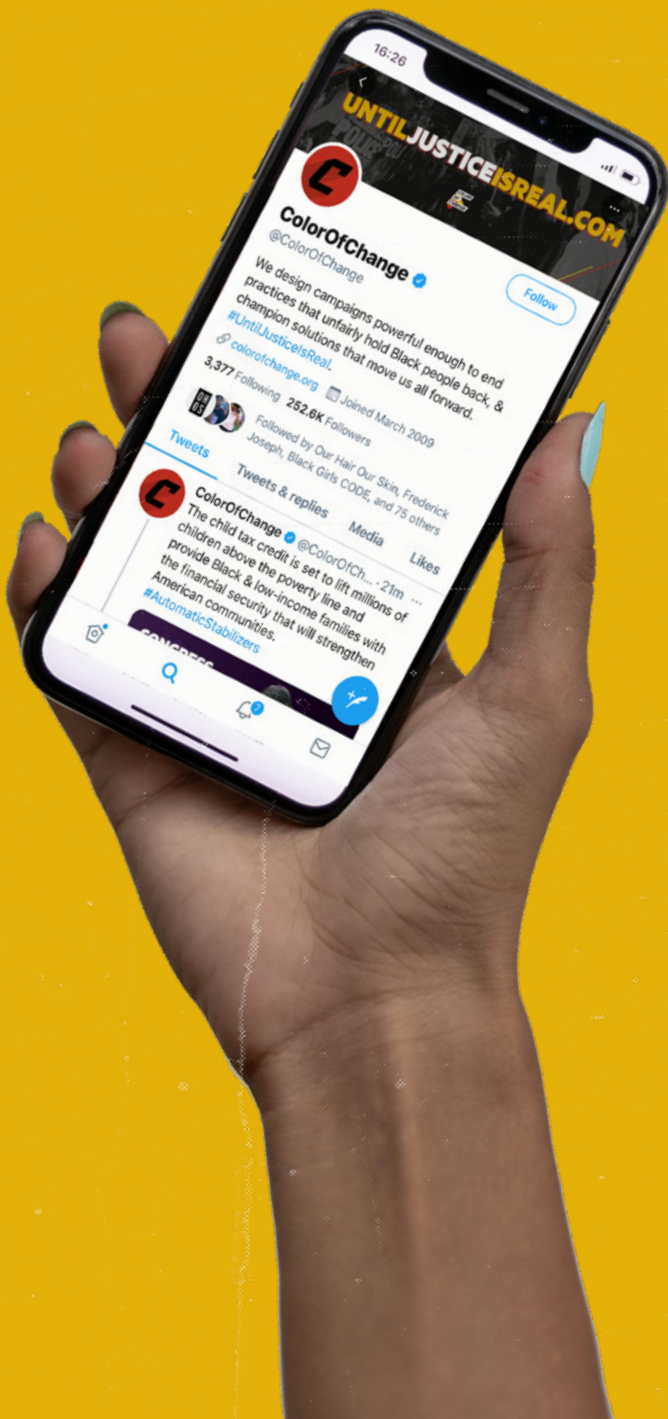 16:26
UNTILJUSTICEISREAL.COM
ColorOfChange
@ColorOfChange
Follow
We design campaigns powerful enough to end
practices that unfairly hold Black people back, &
champion solutions that move us all forward.
#UntilJusticeIsReal.
colorofchange.org Joined March 2009
3,377 Following 252.6K Followers
Followed by Our Hair Our Skin, Frederick
Joseph, Black Girls CODE, and 75 others
Tweets Tweets & replies Media Likes
ColorOfChange @ColorOfCh... · 21m
The child tax credit is set to lift millions of
children above the poverty line and
provide Black & low-income families with
the financial security that will strengthen
American communities.
#AutomaticStabilizers
CONGRESS
7